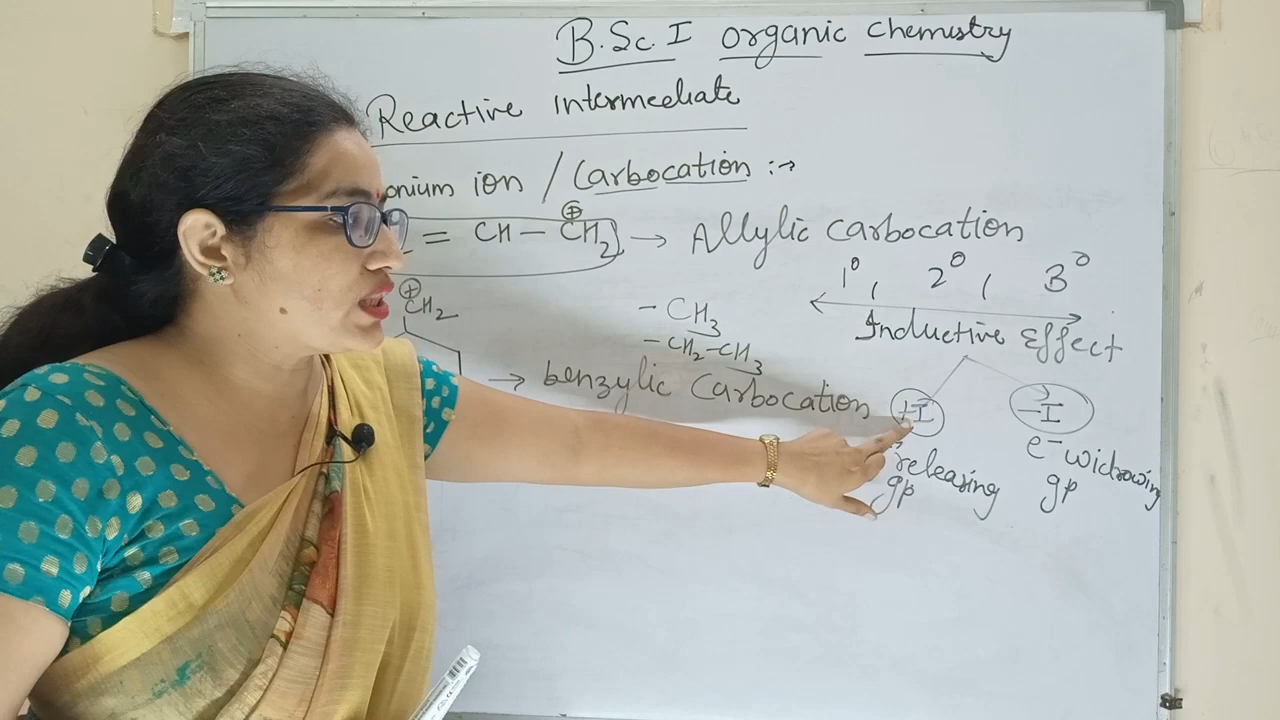 B.Sc. I organic chemistry
Reactive Intermediate
onium ion / Carbocation :→
= CH – CH₂ → Allylic carbocation
⊕
1°, 2°, 3°
⊕
CH₂
– CH₃
Inductive Effect
– CH₂–CH₃
→ benzylic Carbocation
+I
–I
releasing
gp
e⁻ widrowing
gp